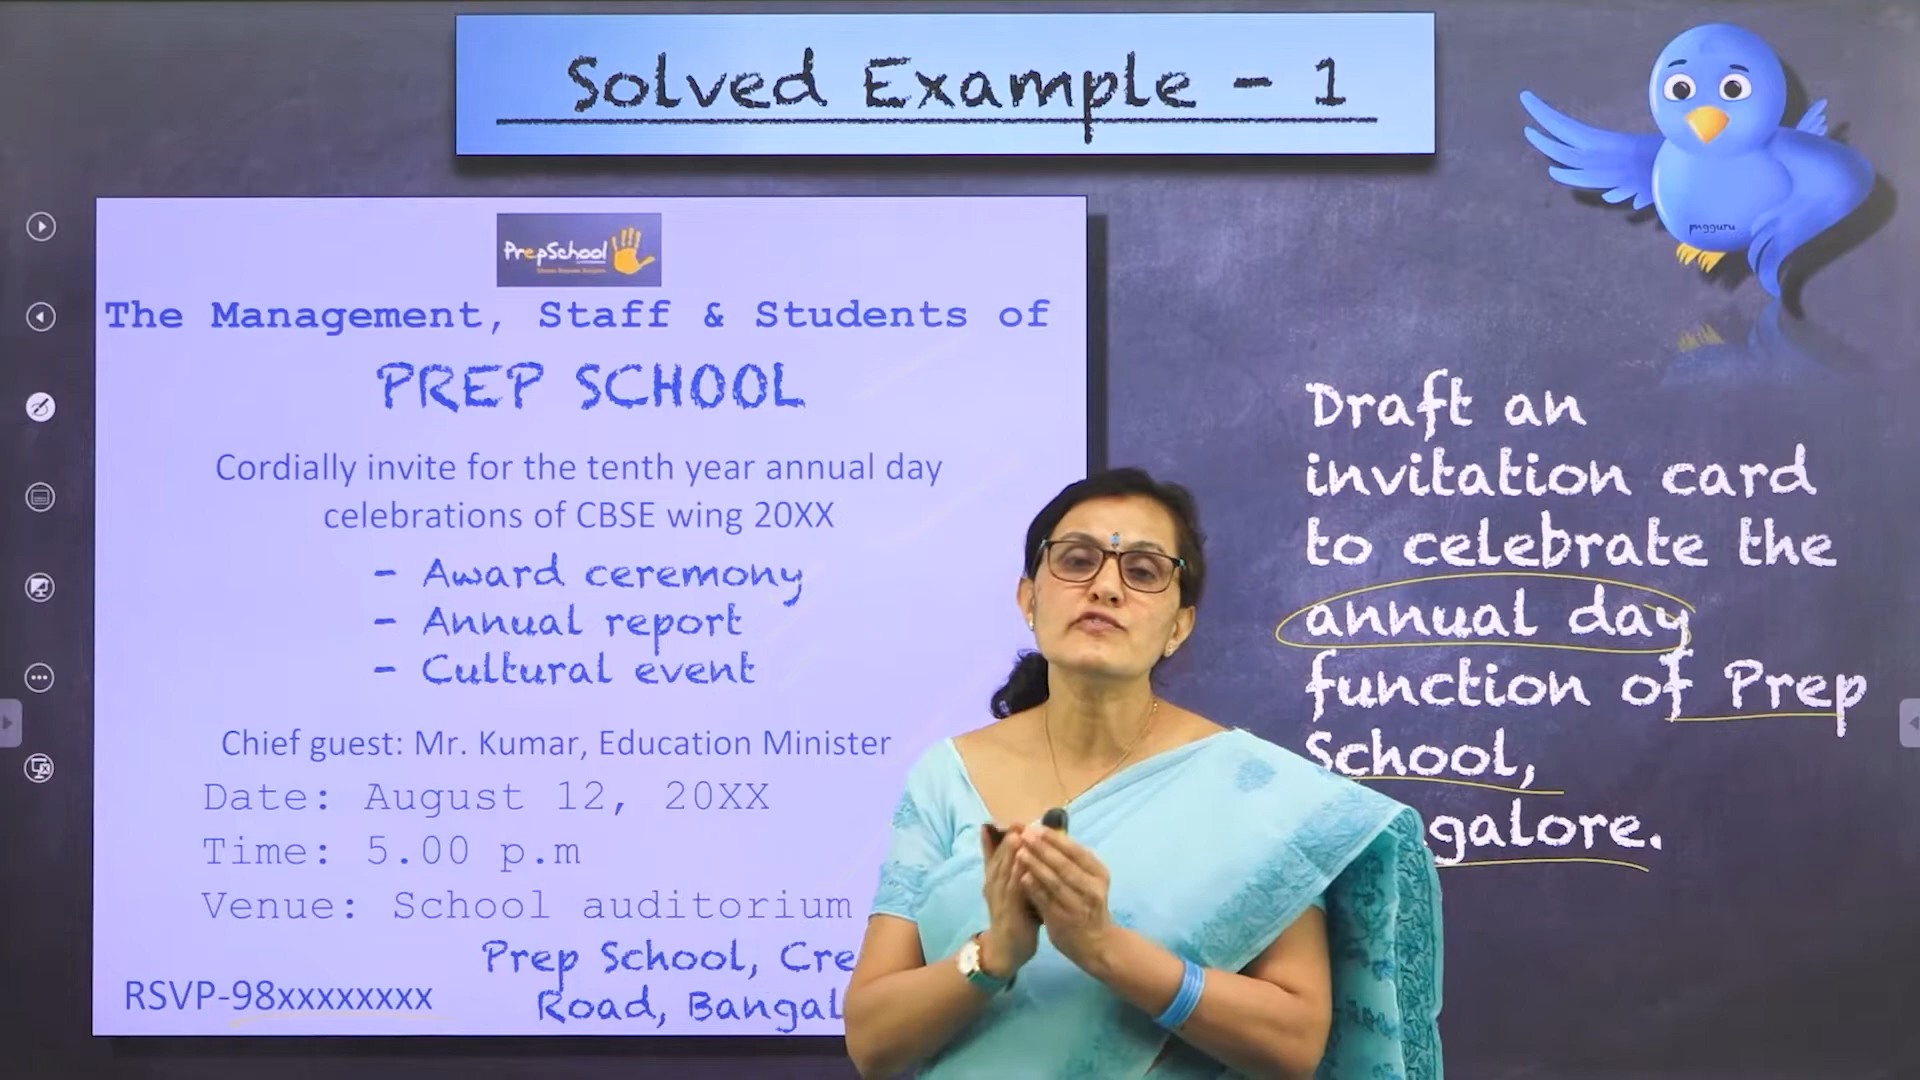 Solved Example - 1
PrepSchool
The Management, Staff & Students of
PREP SCHOOL
Cordially invite for the tenth year annual day
celebrations of CBSE wing 20XX
- Award ceremony
- Annual report
- Cultural event
Chief guest: Mr. Kumar, Education Minister
Date: August 12, 20XX
Time: 5.00 p.m
Venue: School auditorium
Prep School,
Road,
RSVP-98xxxxxxxx
pngguru
Draft an
invitation card
to celebrate the
annual day
function of Prep
School,
galore.